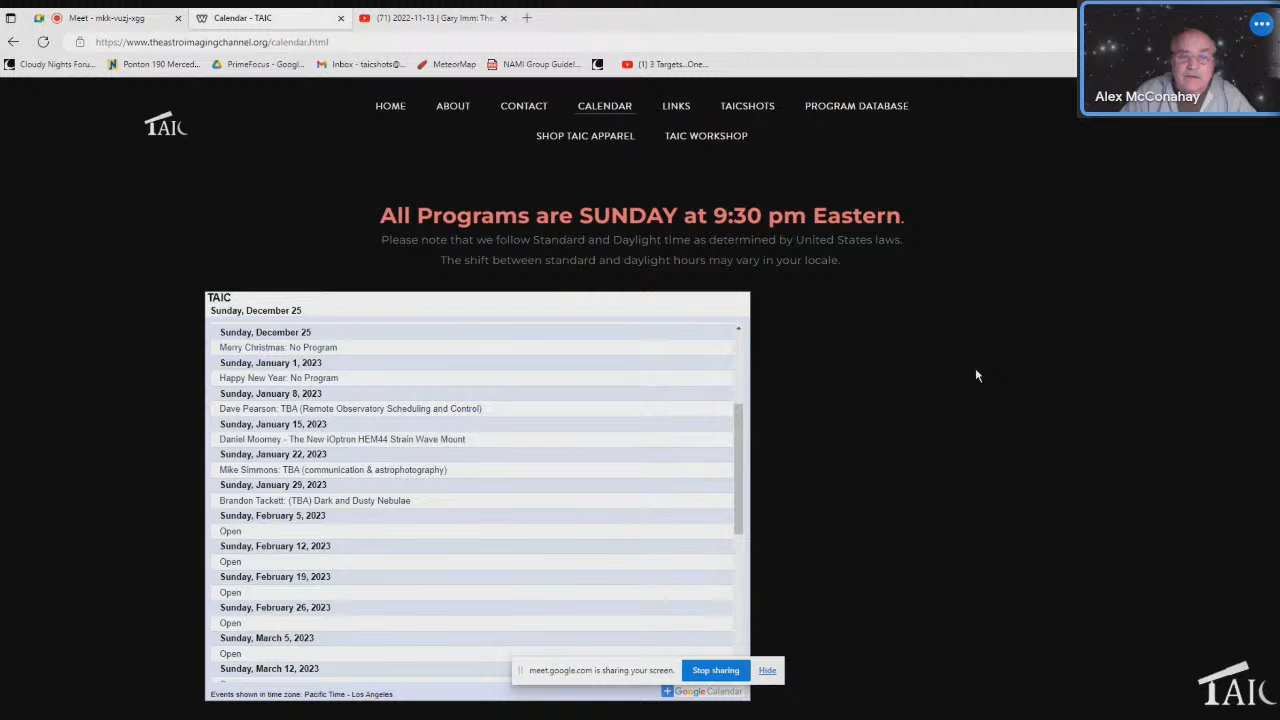 Meet - mkk-vuzj-xgg
Calendar - TAIC
(71) 2022-11-13 | Gary Imm: The
https://www.theastroimagingchannel.org/calendar.html
Cloudy Nights Foru...
Ponton 190 Merced...
PrimeFocus - Googl...
Inbox - taicshots@...
MeteorMap
NAMI Group Guidel...
(1) 3 Targets..One...
Alex McConahay
TAIC
HOME
ABOUT
CONTACT
CALENDAR
LINKS
TAICSHOTS
PROGRAM DATABASE
SHOP TAIC APPAREL
TAIC WORKSHOP
All Programs are SUNDAY at 9:30 pm Eastern.
Please note that we follow Standard and Daylight time as determined by United States laws.
The shift between standard and daylight hours may vary in your locale.
TAIC
Sunday, December 25
Sunday, December 25
Merry Christmas: No Program
Sunday, January 1, 2023
Happy New Year: No Program
Sunday, January 8, 2023
Dave Pearson: TBA (Remote Observatory Scheduling and Control)
Sunday, January 15, 2023
Daniel Moomey - The New iOptron HEM44 Strain Wave Mount
Sunday, January 22, 2023
Mike Simmons: TBA (communication & astrophotography)
Sunday, January 29, 2023
Brandon Tackett: (TBA) Dark and Dusty Nebulae
Sunday, February 5, 2023
Open
Sunday, February 12, 2023
Open
Sunday, February 19, 2023
Open
Sunday, February 26, 2023
Open
Sunday, March 5, 2023
Open
Sunday, March 12, 2023
meet.google.com is sharing your screen.
Stop sharing
Hide
Events shown in time zone: Pacific Time - Los Angeles
Google Calendar
TAIC